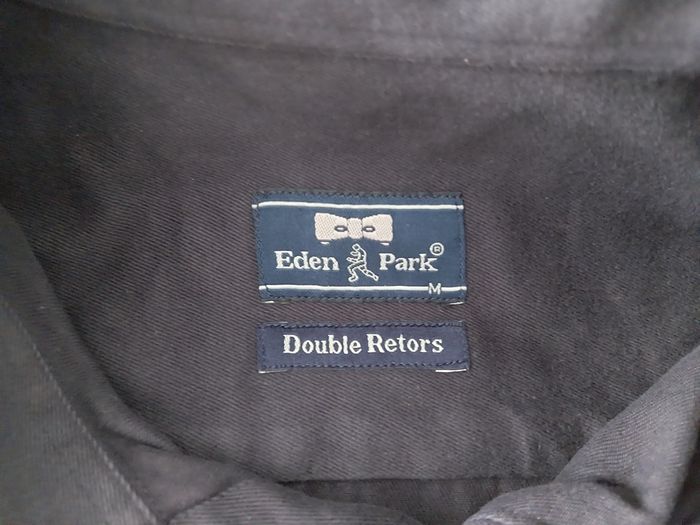 Eden Park®
M
Double Retors